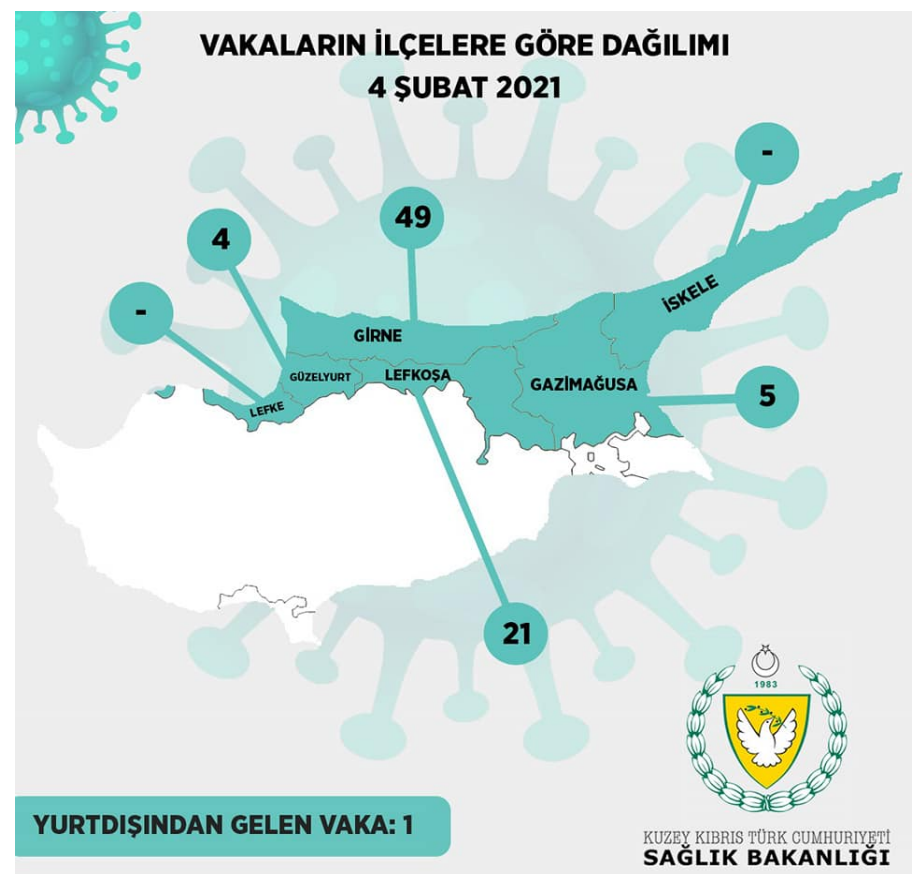 VAKALARIN İLÇELERE GÖRE DAĞILIMI
4 ŞUBAT 2021
-
49
4
-
İSKELE
GİRNE
GÜZELYURT
LEFKOŞA
GAZİMAĞUSA
LEFKE
5
21
1983
YURTDIŞINDAN GELEN VAKA: 1
KUZEY KIBRIS TÜRK CUMHURİYETİ
SAĞLIK BAKANLIĞI